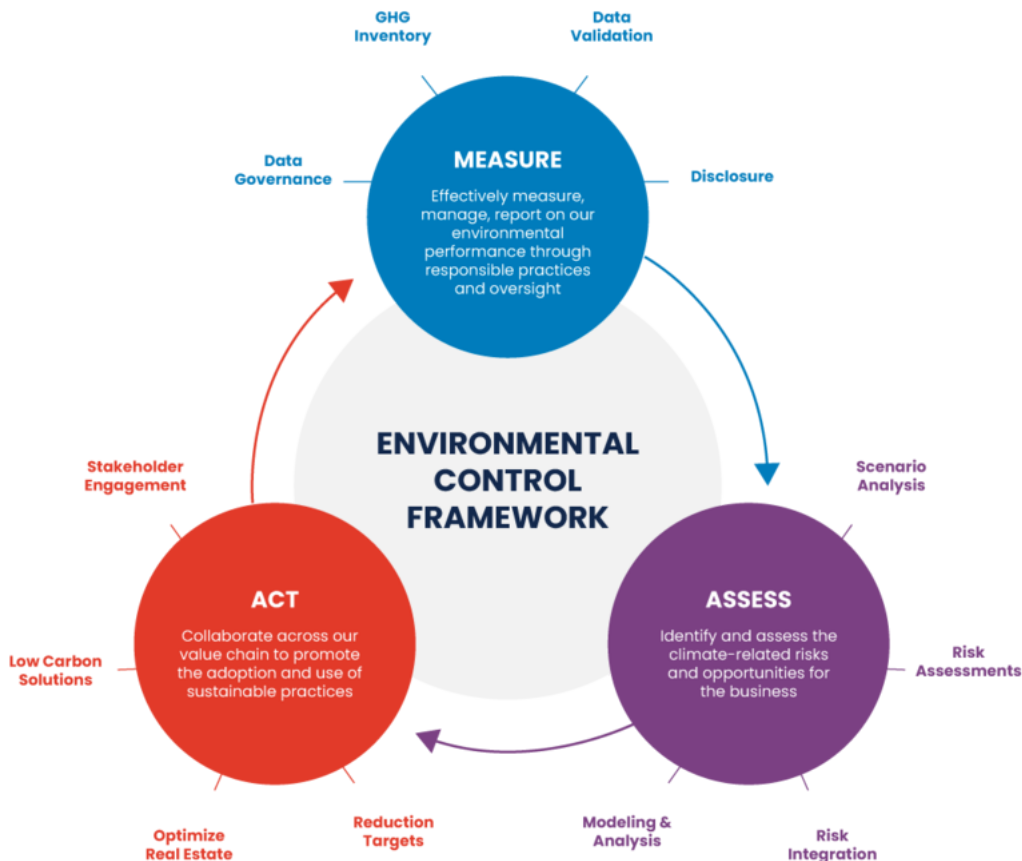 GHG
Inventory
Data
Validation
Data
Governance
Disclosure
MEASURE
Effectively measure,
manage, report on our
environmental
performance through
responsible practices
and oversight
ENVIRONMENTAL
CONTROL
FRAMEWORK
Scenario
Analysis
ASSESS
Identify and assess the
climate-related risks
and opportunities for
the business
Risk
Assessments
Modeling &
Analysis
Risk
Integration
Stakeholder
Engagement
ACT
Collaborate across our
value chain to promote
the adoption and use of
sustainable practices
Low Carbon
Solutions
Optimize
Real Estate
Reduction
Targets